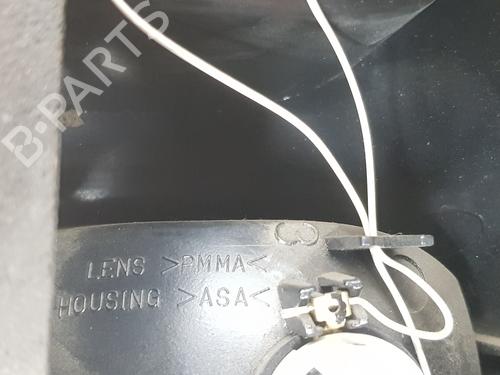 B-PARTS
LENS >PMMA<
HOUSING >ASA<